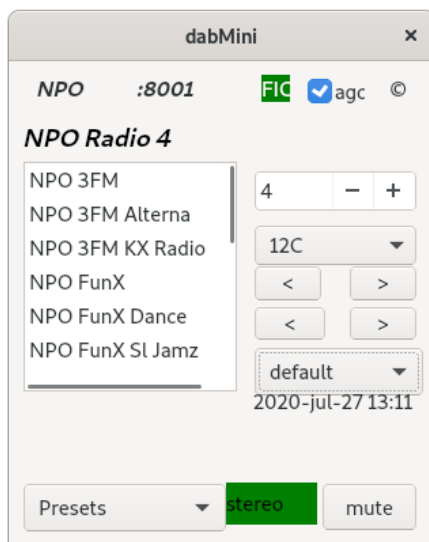 dabMini ×
NPO :8001 FIC agc ©
NPO Radio 4
NPO 3FM
NPO 3FM Alterna
NPO 3FM KX Radio
NPO FunX
NPO FunX Dance
NPO FunX Sl Jamz
4 − +
12C
< >
< >
default
2020-jul-27 13:11
Presets
stereo
mute